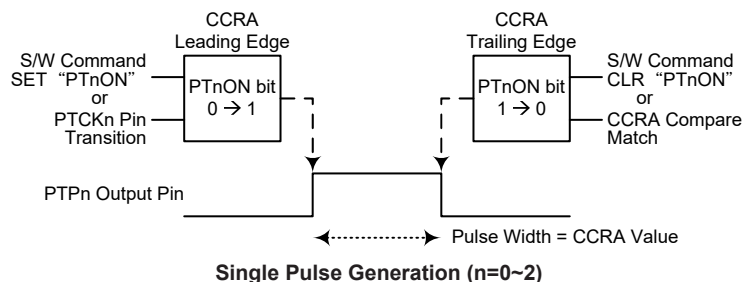 CCRA
Leading Edge
S/W Command
SET “PTnON”
or
PTCKn Pin
Transition
PTnON bit
0 → 1
CCRA
Trailing Edge
PTnON bit
1 → 0
S/W Command
CLR “PTnON”
or
CCRA Compare
Match
PTPn Output Pin
Pulse Width = CCRA Value
Single Pulse Generation (n=0~2)